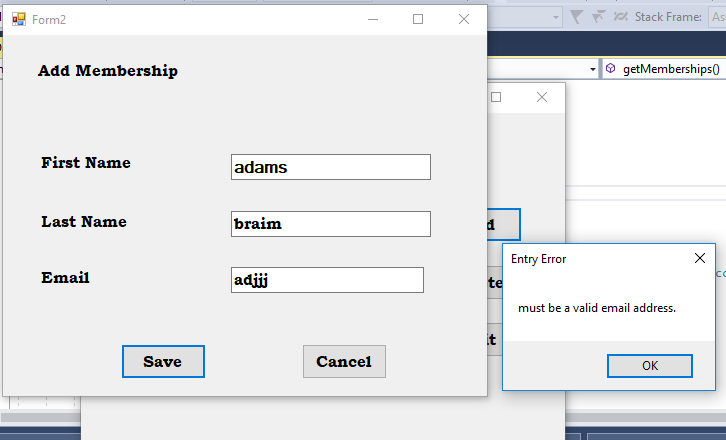 Form2
Stack Frame:
As
Add Membership
getMemberships()
First Name
adams
Last Name
braim
d
Entry Error
Email
adjjj
te
must be a valid email address.
it
Save
Cancel
OK